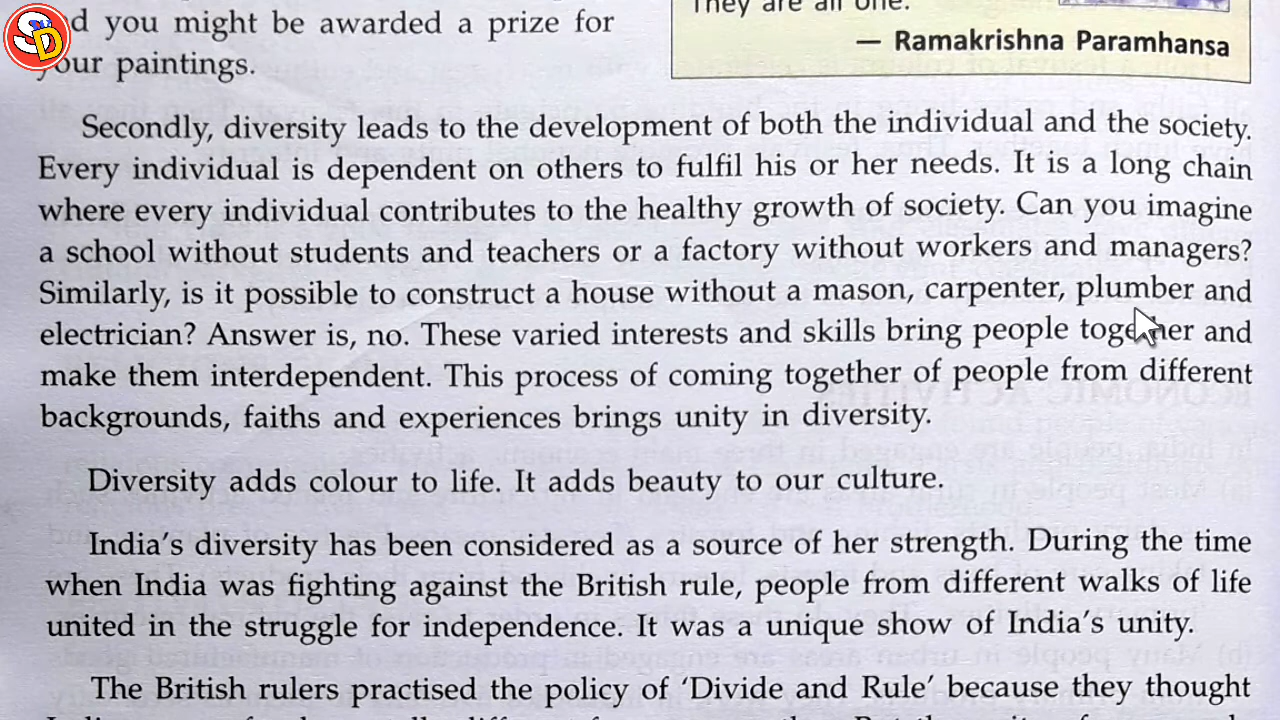 They are all one.
— Ramakrishna Paramhansa
SD
you might be awarded a prize for
your paintings.
Secondly, diversity leads to the development of both the individual and the society.
Every individual is dependent on others to fulfil his or her needs. It is a long chain
where every individual contributes to the healthy growth of society. Can you imagine
a school without students and teachers or a factory without workers and managers?
Similarly, is it possible to construct a house without a mason, carpenter, plumber and
electrician? Answer is, no. These varied interests and skills bring people together and
make them interdependent. This process of coming together of people from different
backgrounds, faiths and experiences brings unity in diversity.
Diversity adds colour to life. It adds beauty to our culture.
India's diversity has been considered as a source of her strength. During the time
when India was fighting against the British rule, people from different walks of life
united in the struggle for independence. It was a unique show of India's unity.
The British rulers practised the policy of 'Divide and Rule' because they thought